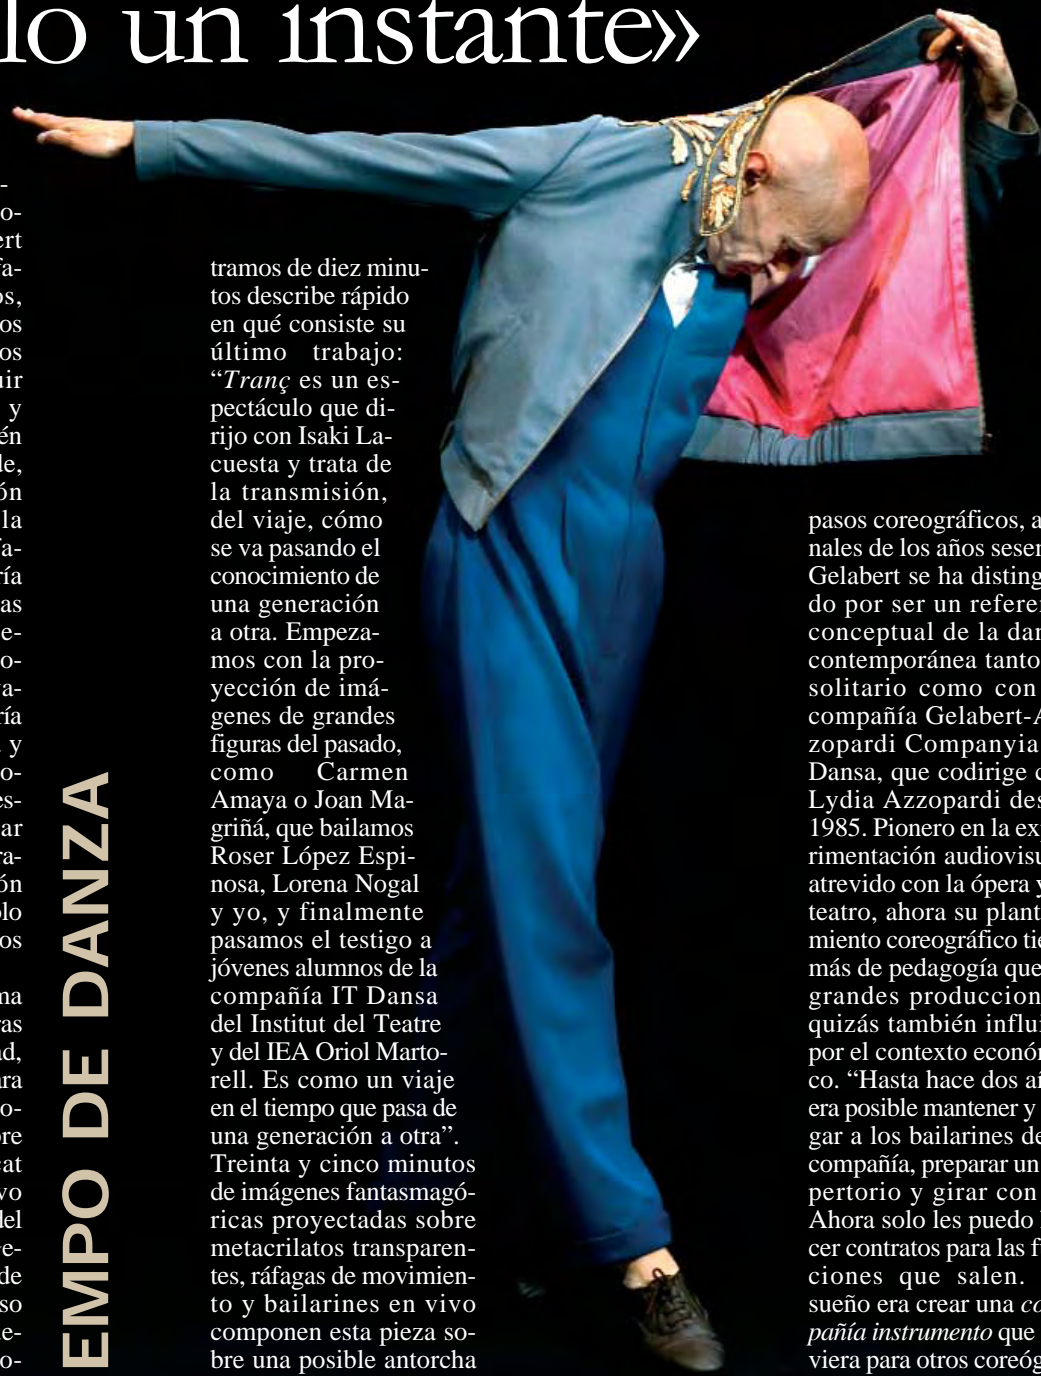 lo un instante»
EMPO DE DANZA
tramos de diez minu-
tos describe rápido
en qué consiste su
último trabajo:
“Tranç es un es-
pectáculo que di-
rijo con Isaki La-
cuesta y trata de
la transmisión,
del viaje, cómo
se va pasando el
conocimiento de
una generación
a otra. Empeza-
mos con la pro-
yección de imá-
genes de grandes
figuras del pasado,
como Carmen
Amaya o Joan Ma-
griñá, que bailamos
Roser López Espi-
nosa, Lorena Nogal
y yo, y finalmente
pasamos el testigo a
jóvenes alumnos de la
compañía IT Dansa
del Institut del Teatre
y del IEA Oriol Marto-
rell. Es como un viaje
en el tiempo que pasa de
una generación a otra”.
Treinta y cinco minutos
de imágenes fantasmagó-
ricas proyectadas sobre
metacrilatos transparen-
tes, ráfagas de movimien-
to y bailarines en vivo
componen esta pieza so-
bre una posible antorcha
pasos coreográficos, a
nales de los años seser
Gelabert se ha disting
do por ser un refere
conceptual de la dar
contemporánea tanto
solitario como con
compañía Gelabert-A
zopardi Companyia
Dansa, que codirige c
Lydia Azzopardi des
1985. Pionero en la ex
rimentación audiovisu
atrevido con la ópera y
teatro, ahora su plant
miento coreográfico tie
más de pedagogía que
grandes produccion
quizás también influi
por el contexto econór
co. “Hasta hace dos añ
era posible mantener y
gar a los bailarines de
compañía, preparar un
pertorio y girar con
Ahora solo les puedo
cer contratos para las f
ciones que salen.
sueño era crear una co
pañía instrumento que
viera para otros coreóg